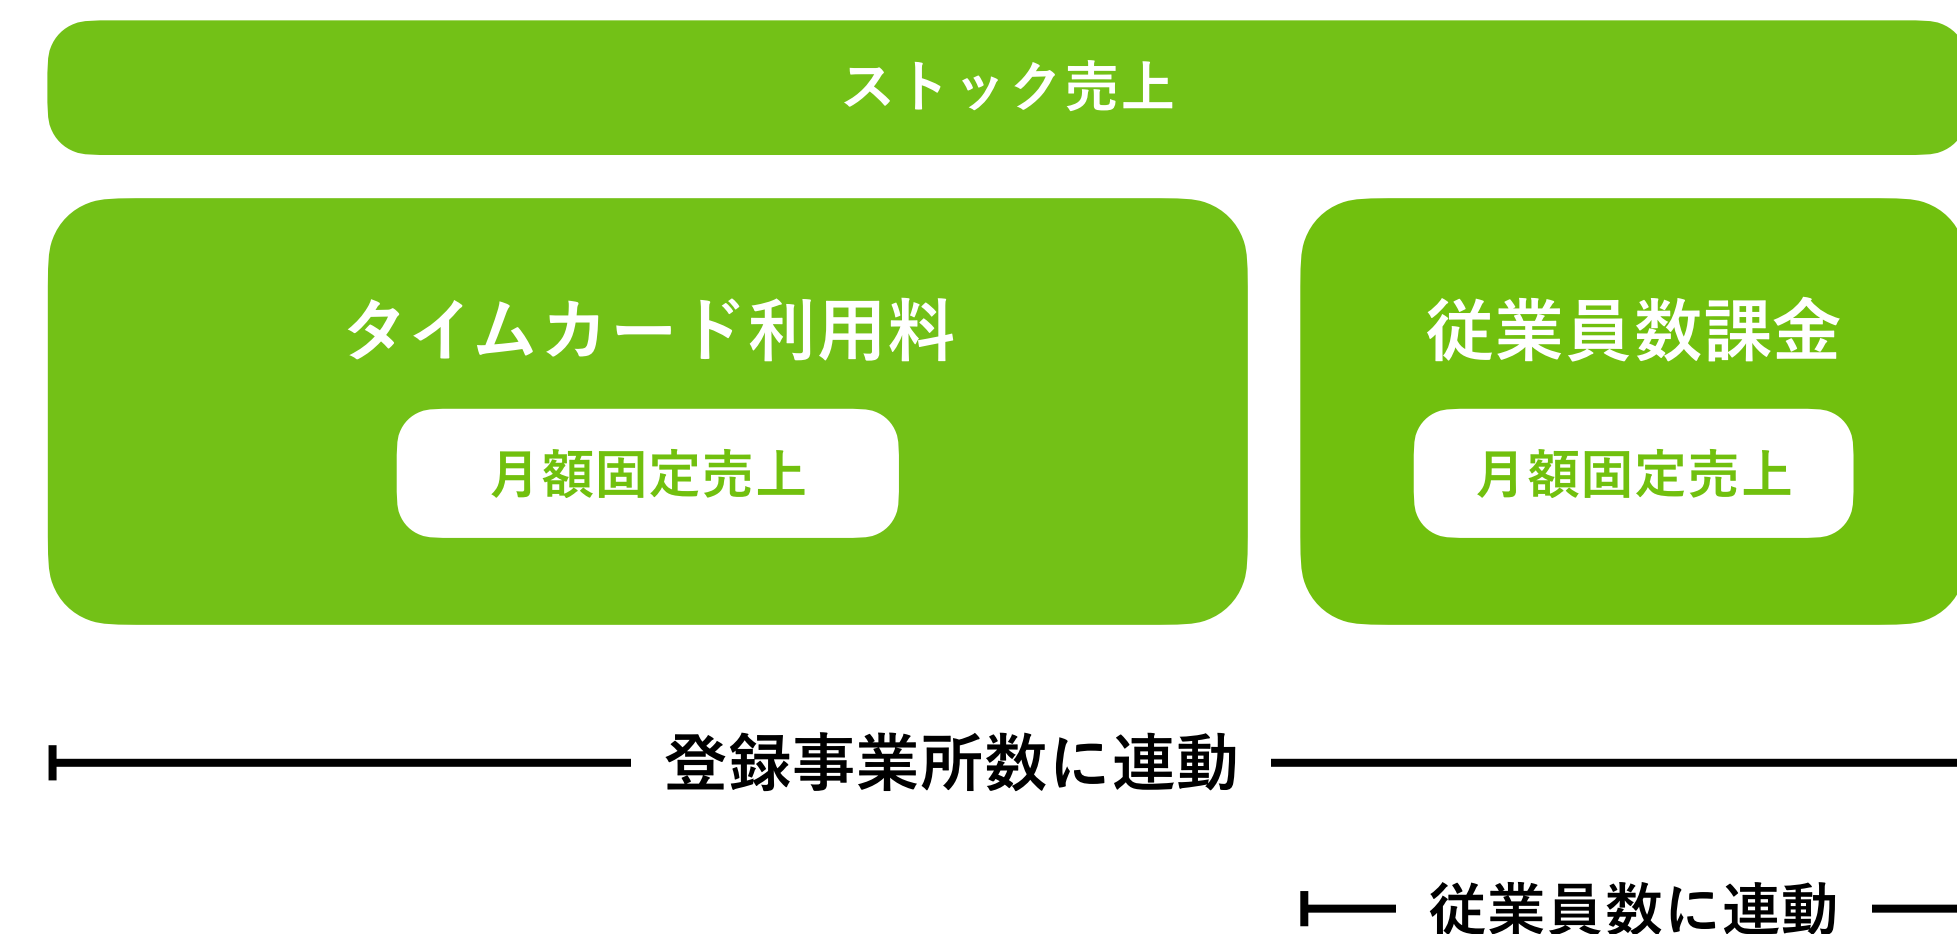 ストック売上
タイムカード利用料
従業員数課金
月額固定売上
月額固定売上
登録事業所数に連動
従業員数に連動